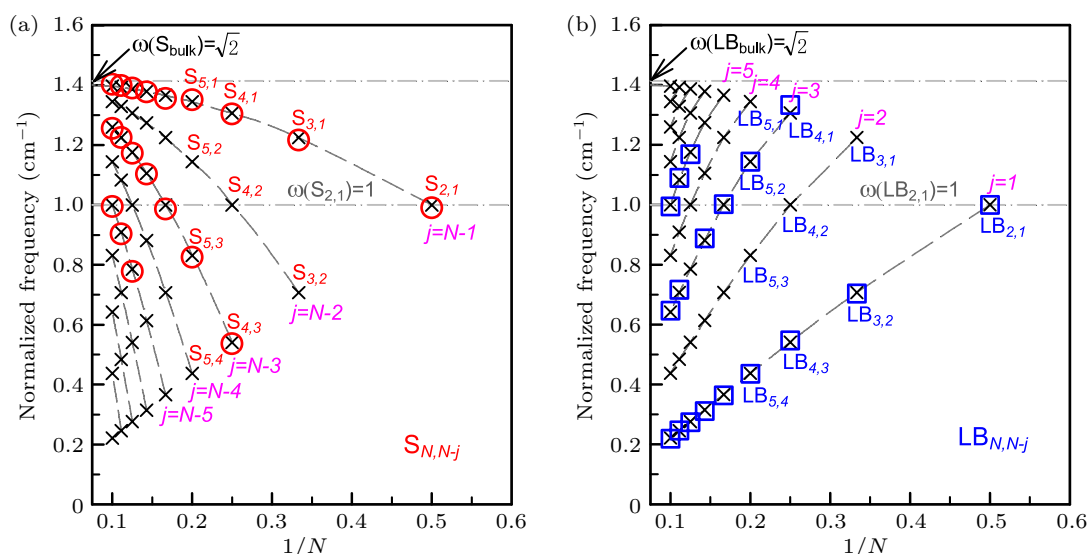 (a)
ω(S_bulk)=√2
S_5,1
S_4,1
S_3,1
S_5,2
S_4,2
S_2,1
ω(S_2,1)=1
j=N-1
S_5,3
S_3,2
j=N-2
S_4,3
S_5,4
j=N-3
j=N-4
j=N-5
S_N,N-j
Normalized frequency (cm⁻¹)
1.6
1.4
1.2
1.0
0.8
0.6
0.4
0.2
0
0.1 0.2 0.3 0.4 0.5 0.6
1/N
(b)
ω(LB_bulk)=√2
j=5
j=4
j=3
j=2
j=1
LB_5,1
LB_4,1
LB_3,1
LB_5,2
ω(LB_2,1)=1
LB_4,2
LB_2,1
LB_5,3
LB_3,2
LB_4,3
LB_5,4
LB_N,N-j
Normalized frequency (cm⁻¹)
1.6
1.4
1.2
1.0
0.8
0.6
0.4
0.2
0
0.1 0.2 0.3 0.4 0.5 0.6
1/N